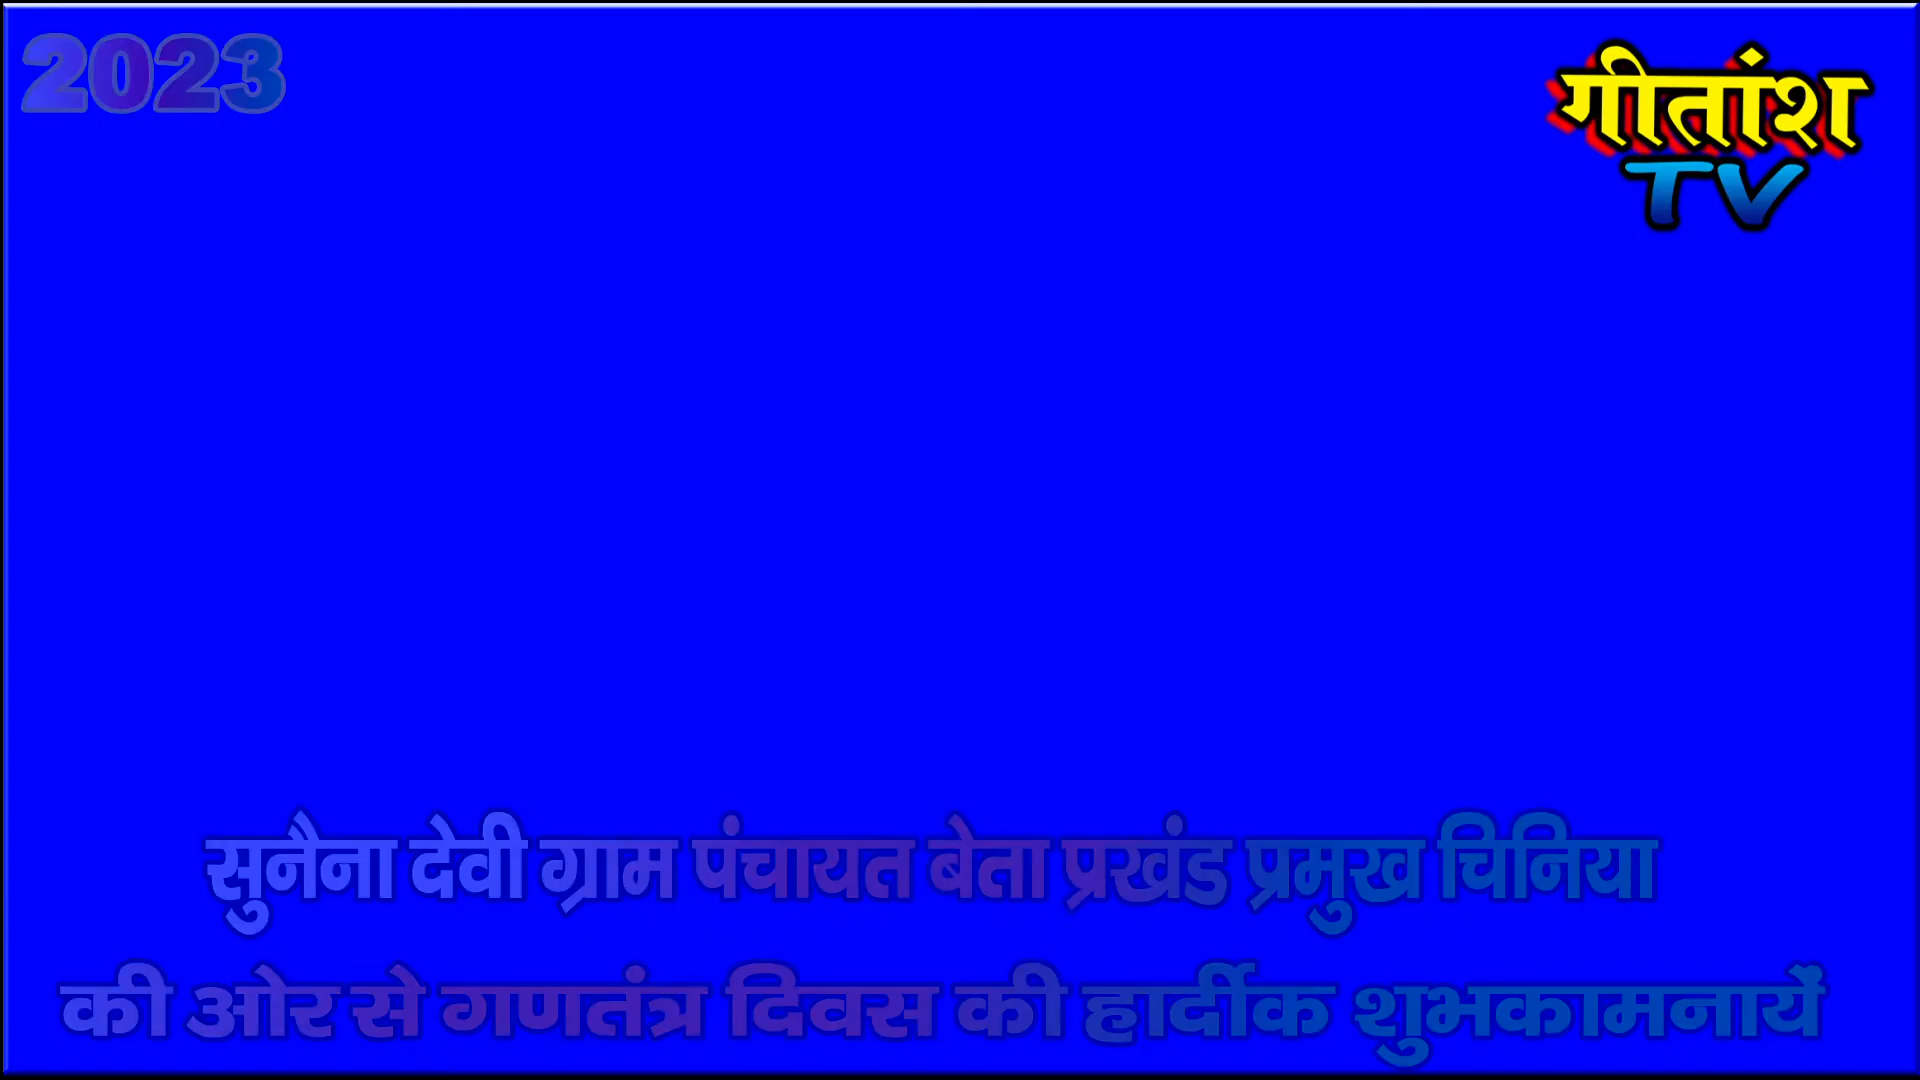 2023
गीतांश
TV
सुनैना देवी ग्राम पंचायत बेता प्रखंड प्रमुख चिनिया
की ओर से गणतंत्र दिवस की हार्दीक शुभकामनायें